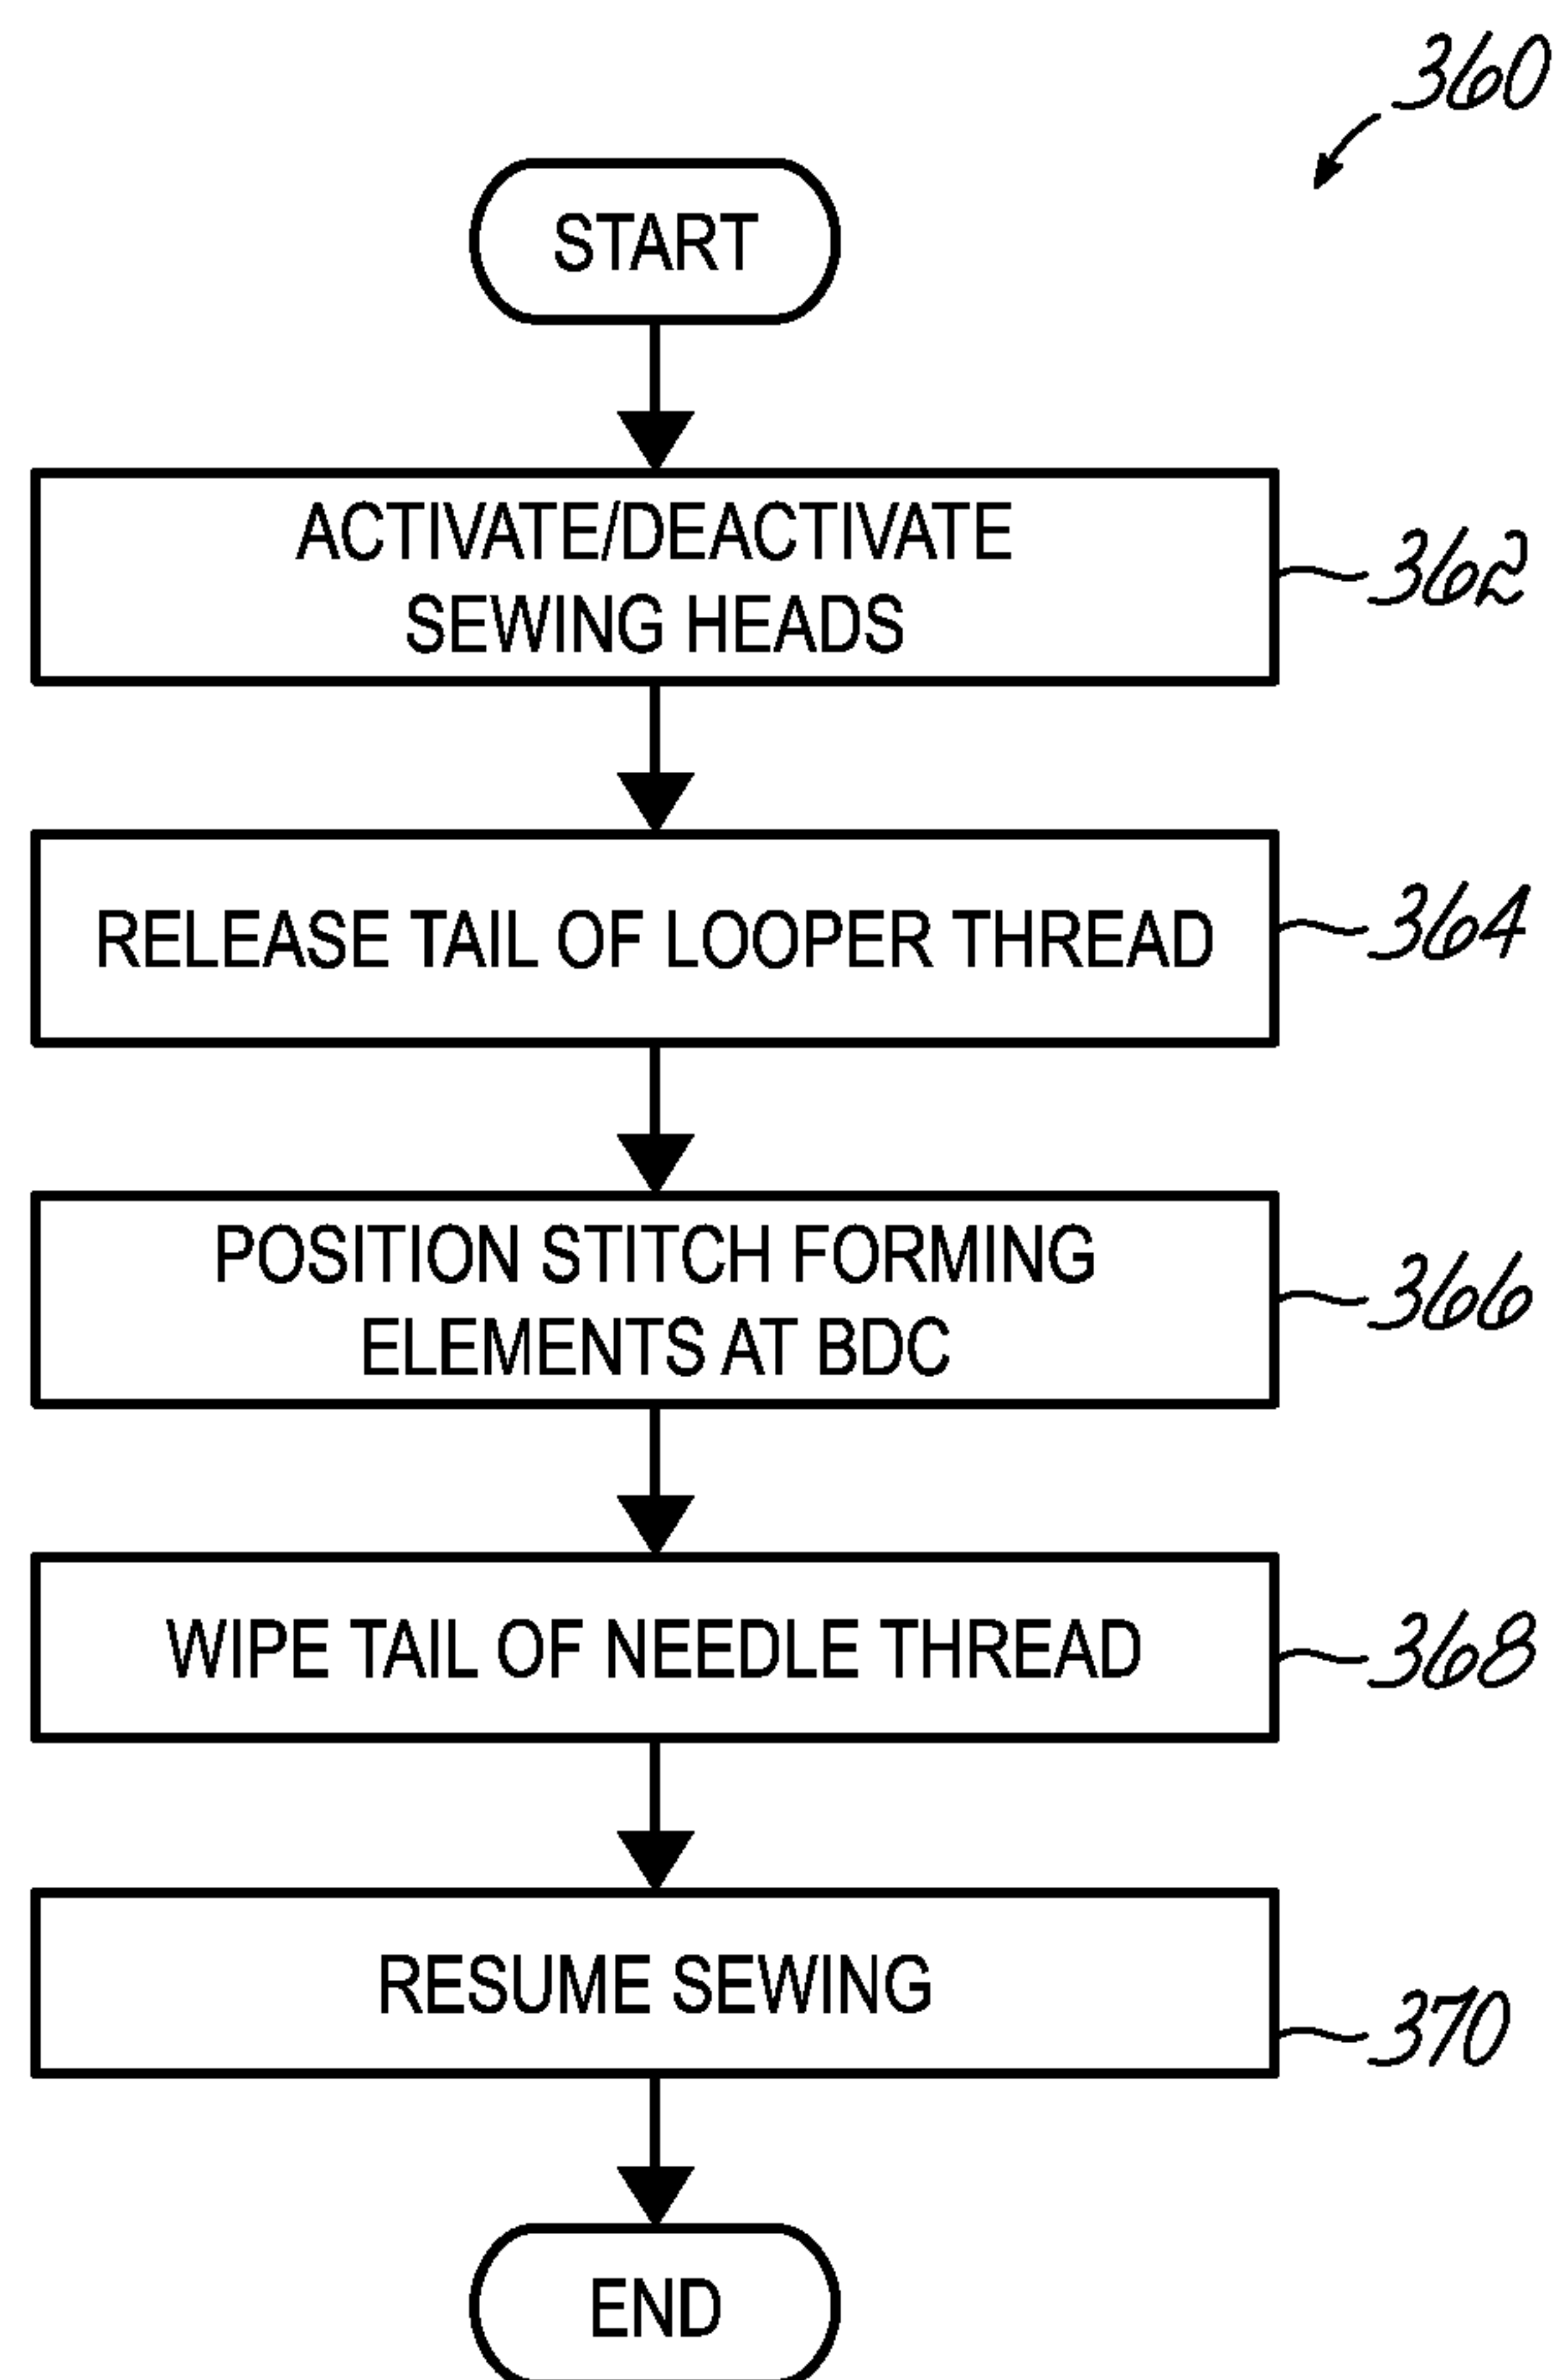 360
START
ACTIVATE/DEACTIVATE
SEWING HEADS
362
RELEASE TAIL OF LOOPER THREAD
364
POSITION STITCH FORMING
ELEMENTS AT BDC
366
WIPE TAIL OF NEEDLE THREAD
368
RESUME SEWING
370
END